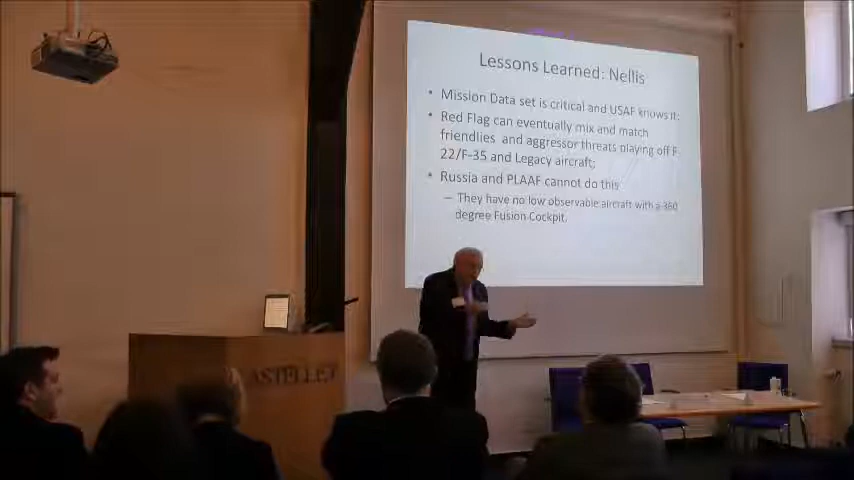 Lessons Learned: Nellis
• Mission Data set is critical and USAF knows it:
• Red Flag can eventually mix and match
friendlies and aggressor threats playing off F-
22/F-35 and Legacy aircraft;
• Russia and PLAAF cannot do this
– They have no low observable aircraft with a 360
degree Fusion Cockpit.